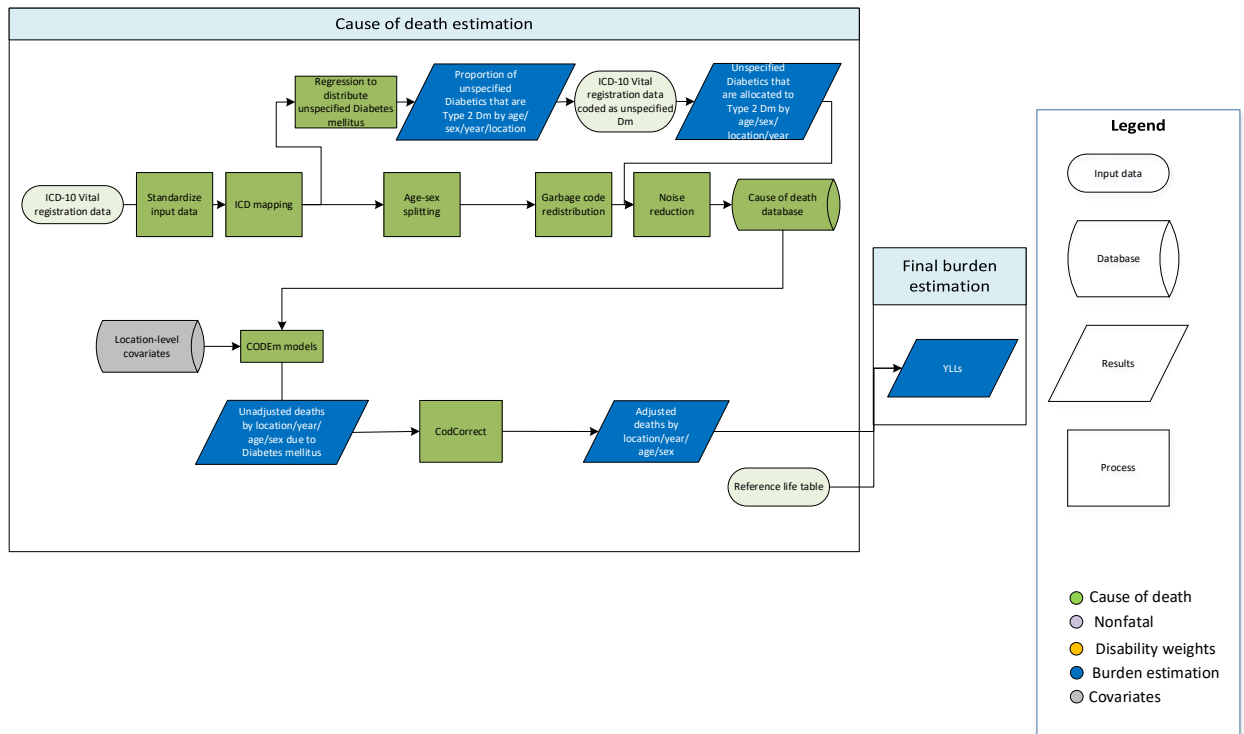 Cause of death estimation
Regression to
distribute
unspecified Diabetes
mellitus
Proportion of
unspecified
Diabetics that are
Type 2 Dm by age/
sex/year/location
ICD-10 Vital
registration data
coded as unspecified
Dm
Unspecified
Diabetics that
are allocated to
Type 2 Dm by
age/sex/
location/year
ICD-10 Vital
registration data
Standardize
input data
ICD mapping
Age-sex
splitting
Garbage code
redistribution
Noise
reduction
Cause of death
database
Location-level
covariates
CODEm models
Unadjusted deaths
by location/year/
age/sex due to
Diabetes mellitus
CodCorrect
Adjusted
deaths by
location/year/
age/sex
Reference life table
Final burden
estimation
YLLs
Legend
Input data
Database
Results
Process
Cause of death
Nonfatal
Disability weights
Burden estimation
Covariates